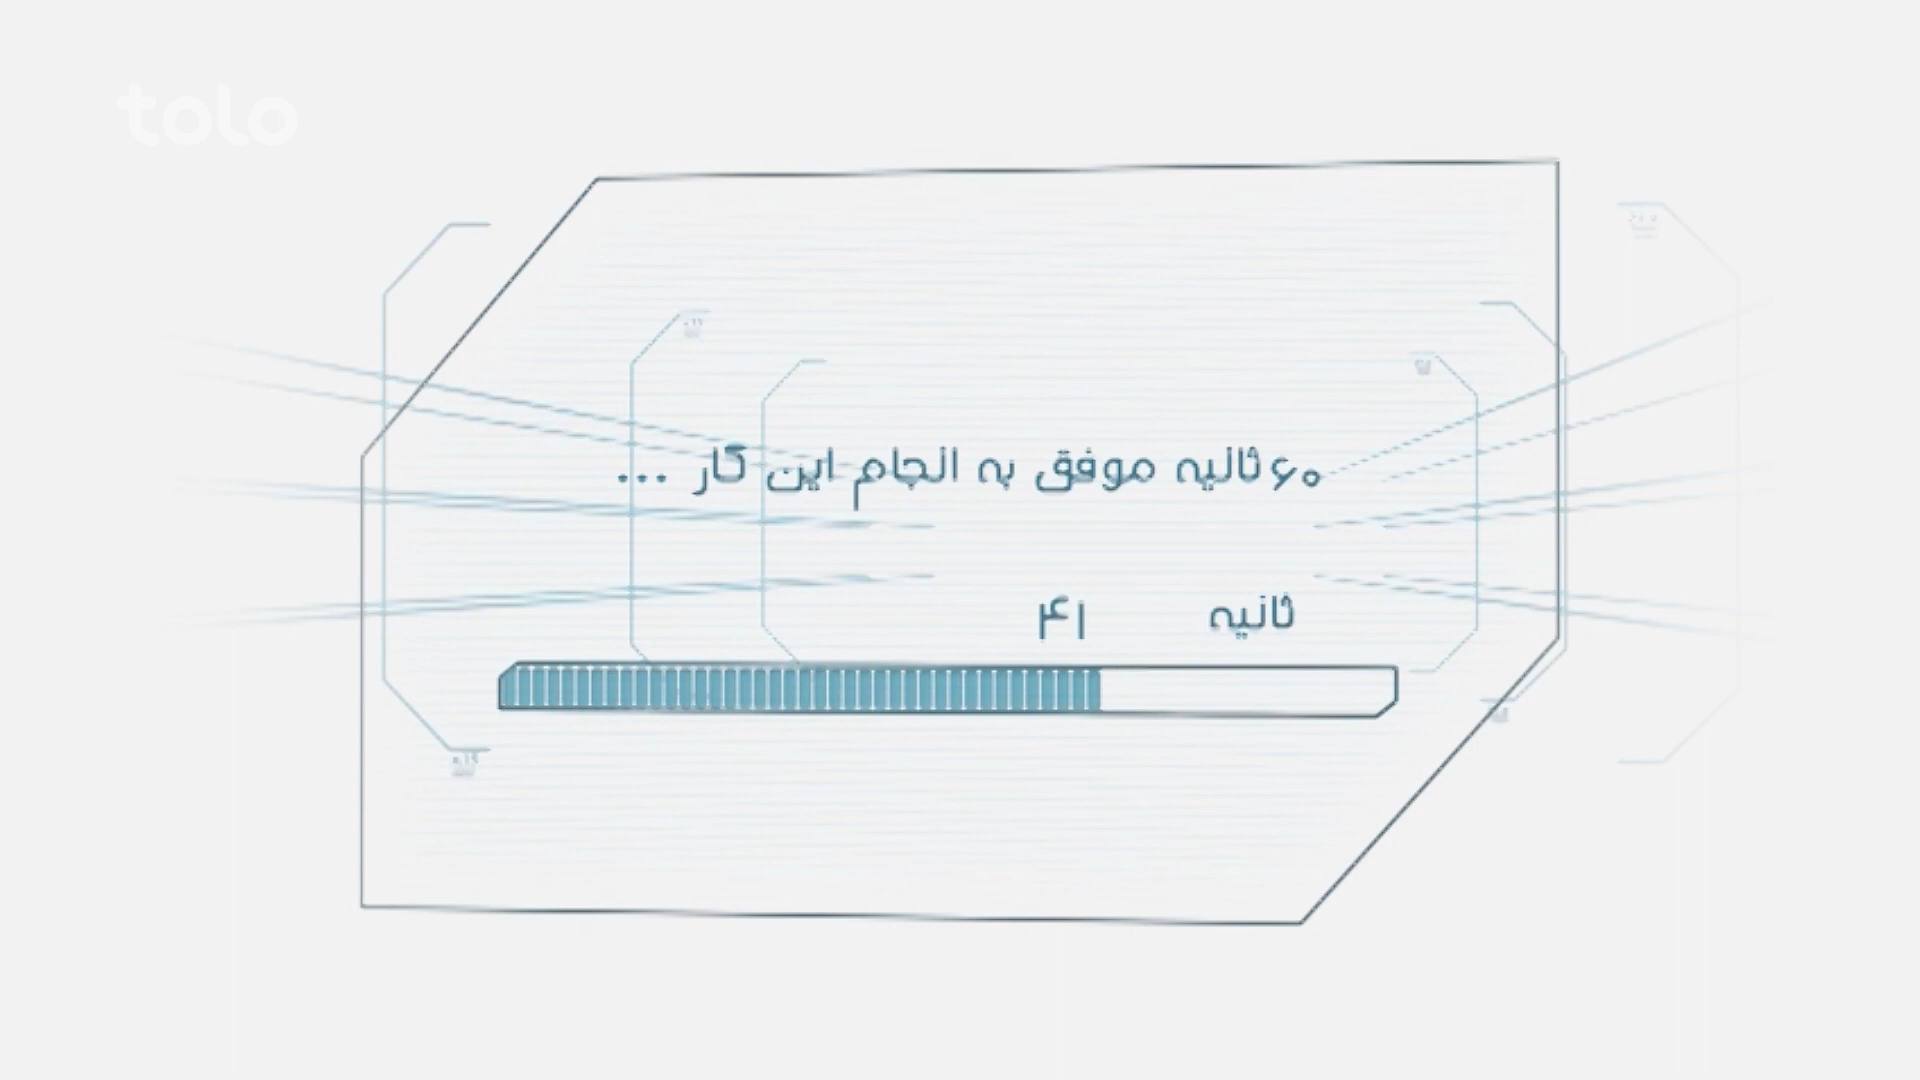 tolo
۶۰ثانیه موفق به انجام این کار ...
ثانیه ۴۱